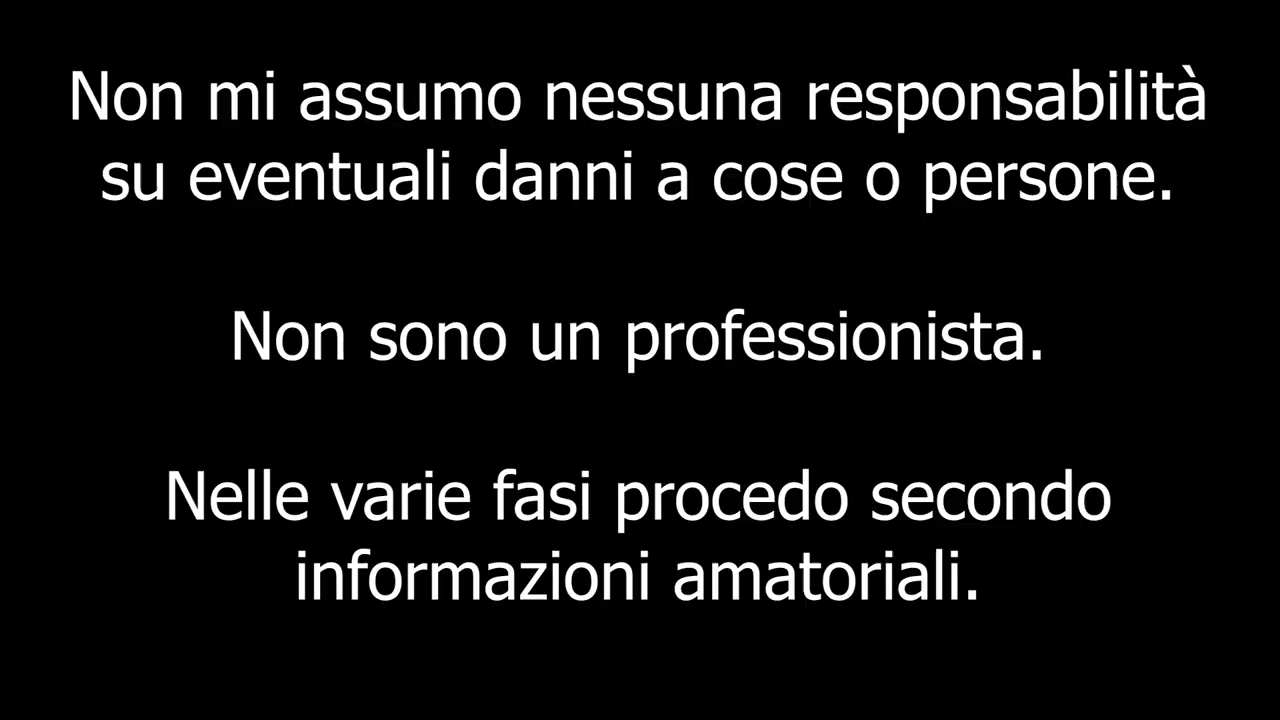 Non mi assumo nessuna responsabilità
su eventuali danni a cose o persone.
Non sono un professionista.
Nelle varie fasi procedo secondo
informazioni amatoriali.